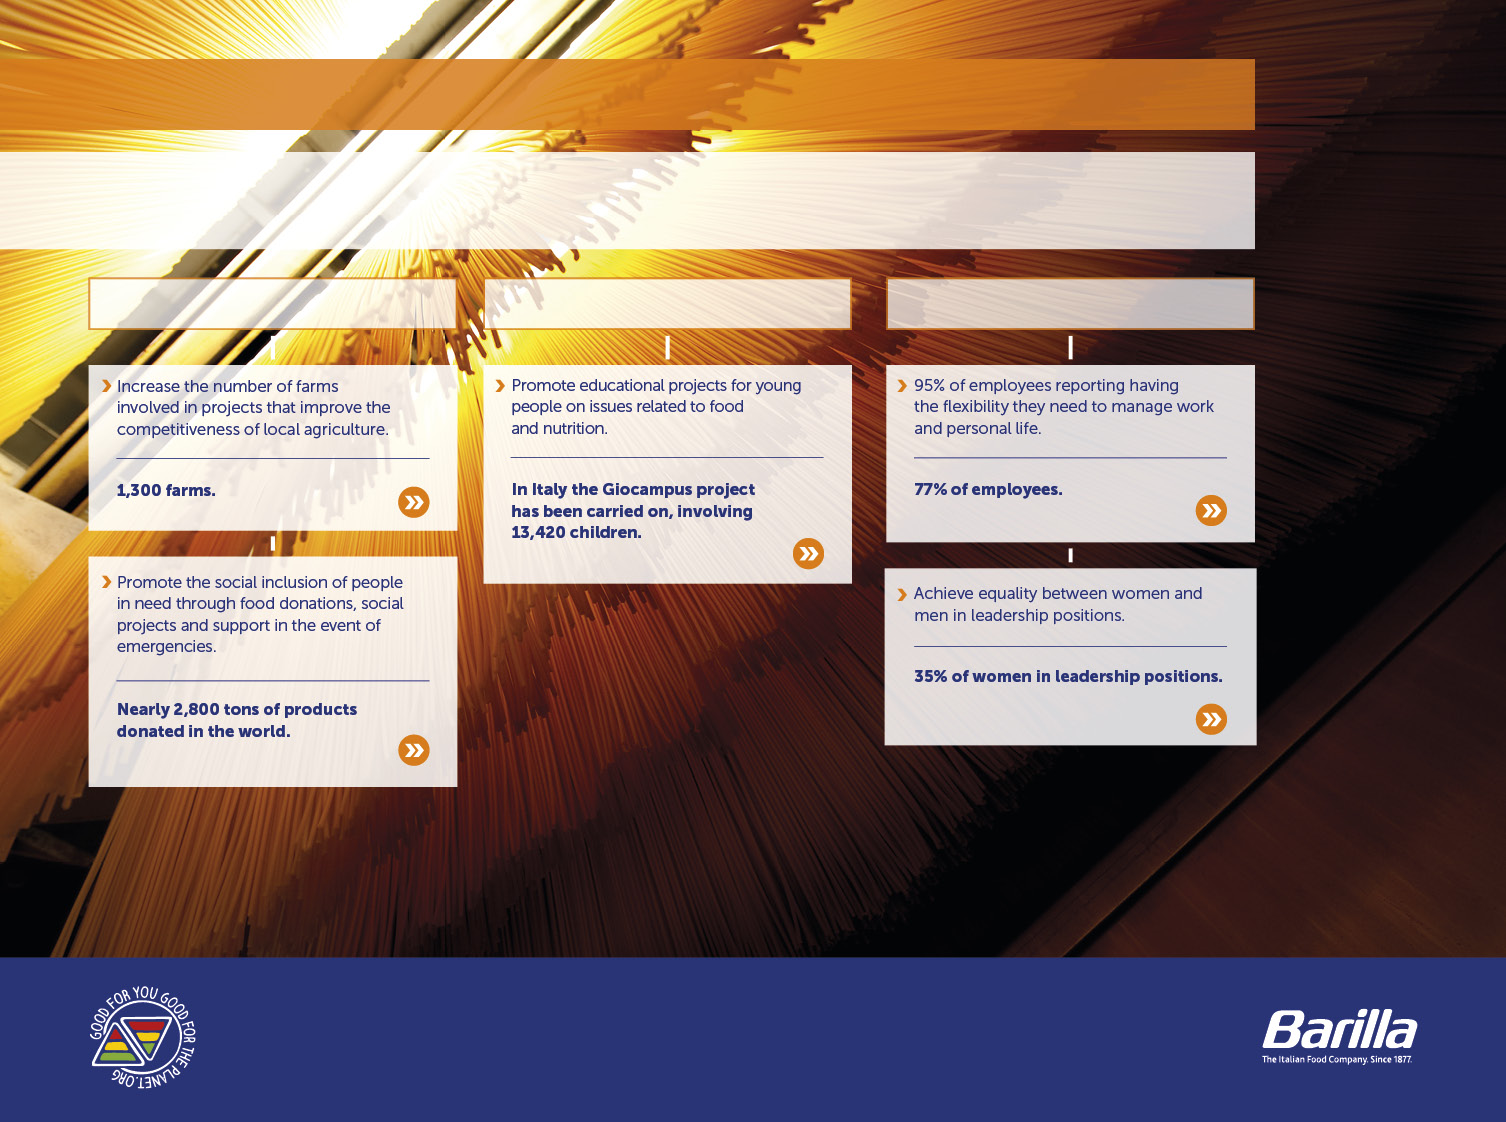 Increase the number of farms
involved in projects that improve the
competitiveness of local agriculture.
1,300 farms.
Promote the social inclusion of people
in need through food donations, social
projects and support in the event of
emergencies.
Nearly 2,800 tons of products
donated in the world.
Promote educational projects for young
people on issues related to food
and nutrition.
In Italy the Giocampus project
has been carried on, involving
13,420 children.
95% of employees reporting having
the flexibility they need to manage work
and personal life.
77% of employees.
Achieve equality between women and
men in leadership positions.
35% of women in leadership positions.
GOOD FOR YOU GOOD FOR THE PLANET.ORG
Barilla
The Italian Food Company. Since 1877.